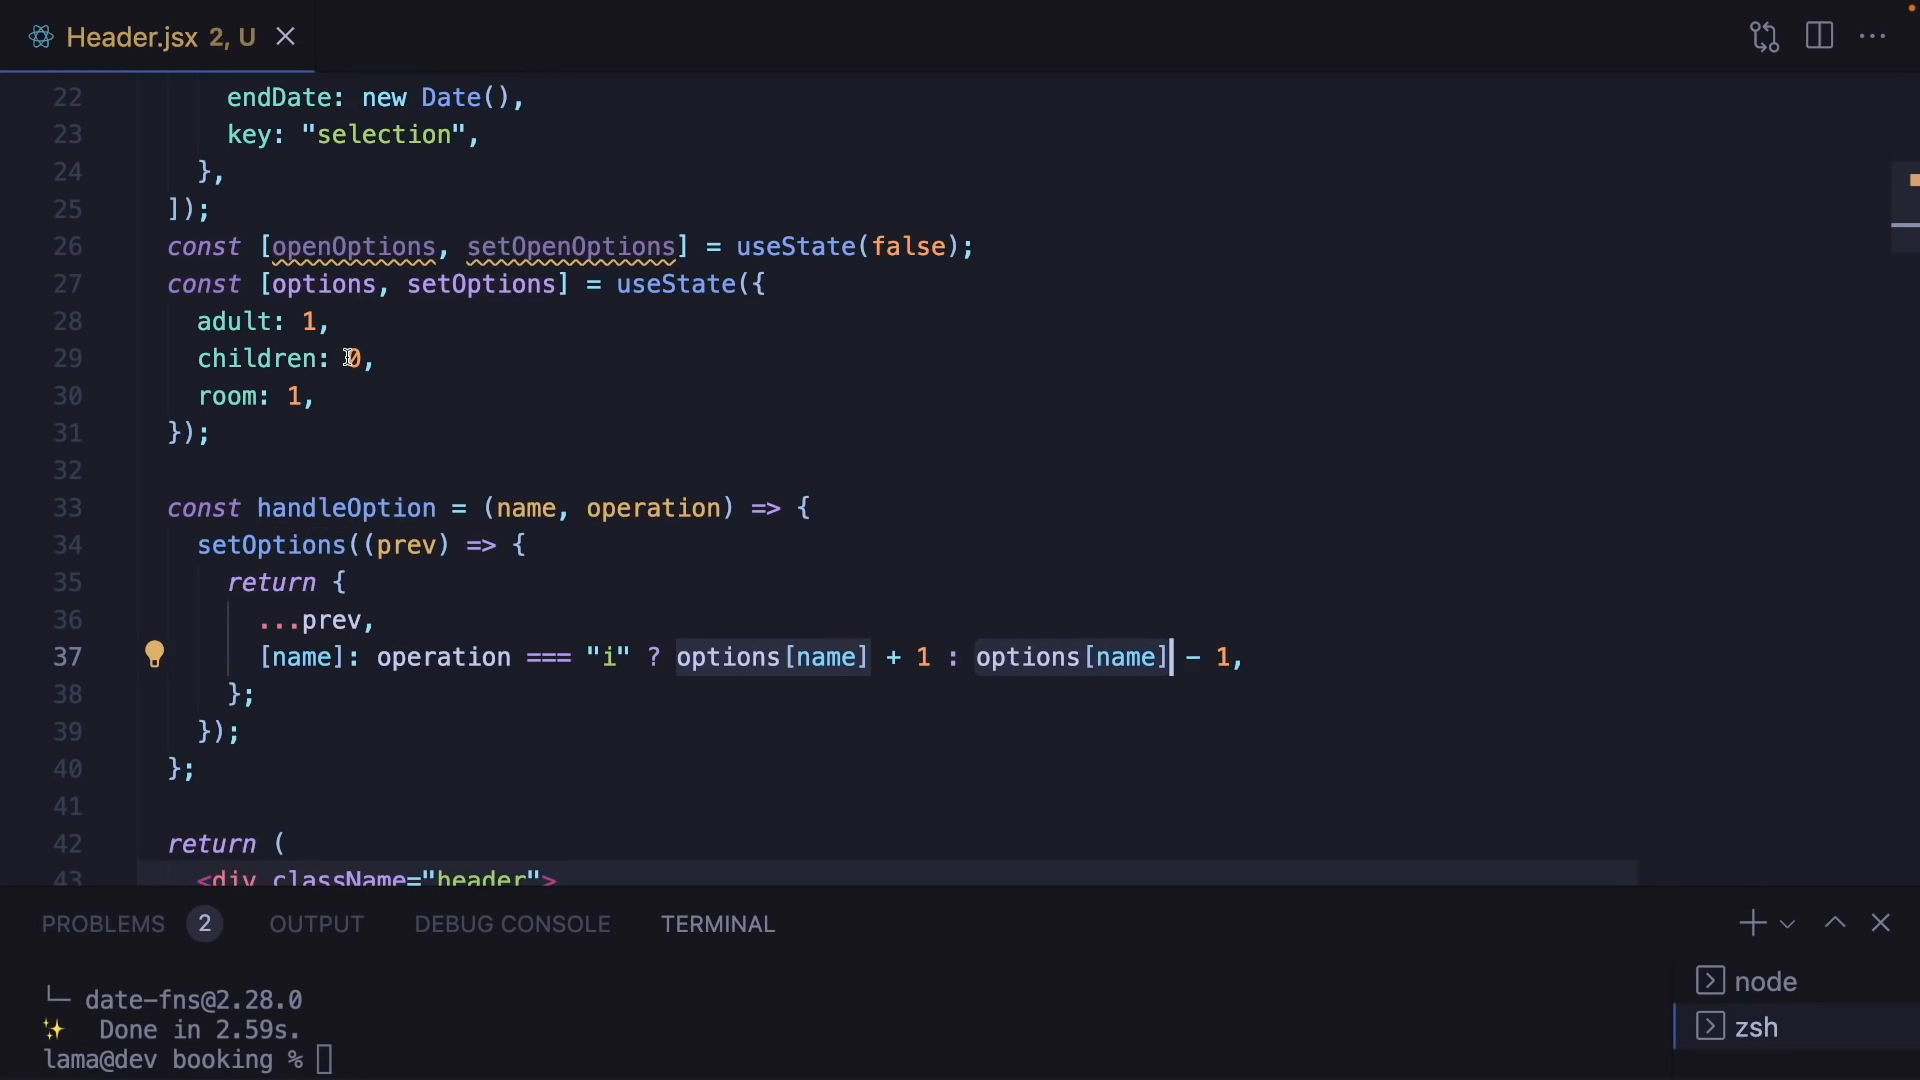 Header.jsx 2, U
22 endDate: new Date(),
23 key: "selection",
24 },
25 ]);
26 const [openOptions, setOpenOptions] = useState(false);
27 const [options, setOptions] = useState({
28 adult: 1,
29 children: 0,
30 room: 1,
31 });
32
33 const handleOption = (name, operation) => {
34 setOptions((prev) => {
35 return {
36 ...prev,
37 [name]: operation === "i" ? options[name] + 1 : options[name] - 1,
38 };
39 });
40 };
41
42 return (
43 <div className="header">
PROBLEMS 2 OUTPUT DEBUG CONSOLE TERMINAL
└─ date-fns@2.28.0
✨ Done in 2.59s.
lama@dev booking %
node
zsh